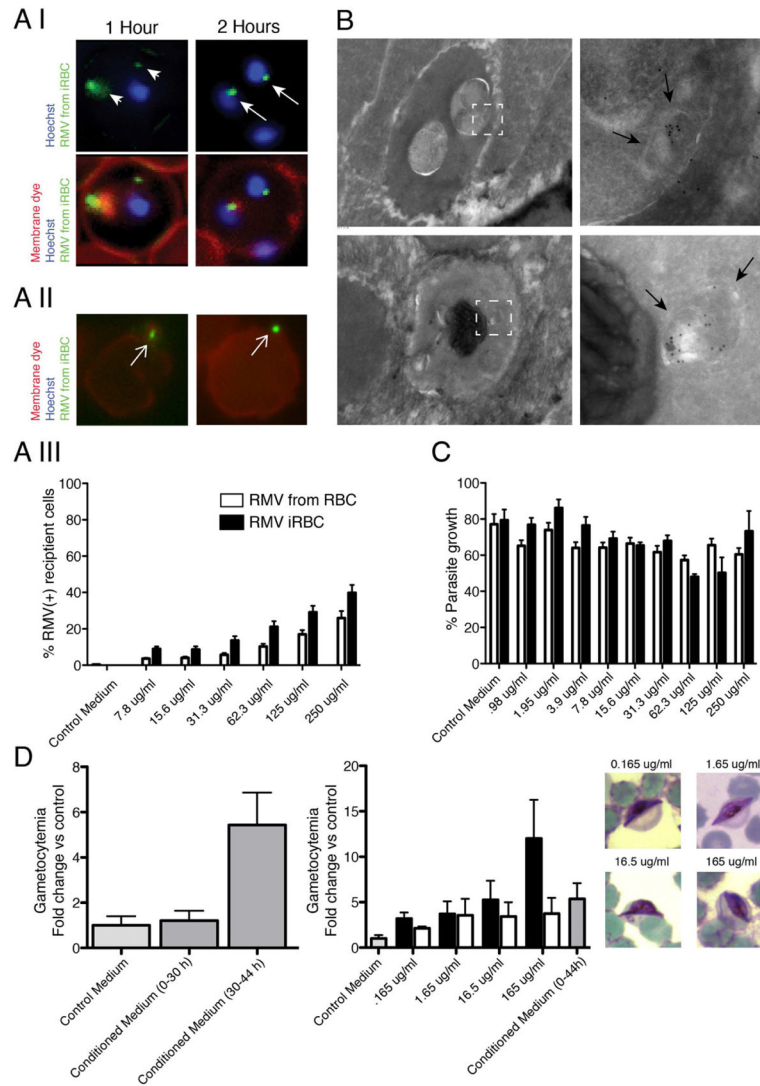 A I
1 Hour
2 Hours
Hoechst
RMV from iRBC
Membrane dye
Hoechst
RMV from iRBC
A II
Membrane dye
Hoechst
RMV from iRBC
B
A III
% RMV(+) reciptient cells
100
80
60
40
20
0
RMV from RBC
RMV iRBC
Control Medium
7.8 ug/ml
15.6 ug/ml
31.3 ug/ml
62.3 ug/ml
125 ug/ml
250 ug/ml
C
% Parasite growth
100
80
60
40
20
0
Control Medium
.98 ug/ml
1.95 ug/ml
3.9 ug/ml
7.8 ug/ml
15.6 ug/ml
31.3 ug/ml
62.3 ug/ml
125 ug/ml
250 ug/ml
D
Gametocytemia
Fold change vs control
8
6
4
2
0
Control Medium
Conditioned Medium (0-30 h)
Conditioned Medium (30-44 h)
Gametocytemia
Fold change vs control
20
15
10
5
0
Control Medium
.165 ug/ml
1.65 ug/ml
16.5 ug/ml
165 ug/ml
Conditioned Medium (0-44h)
0.165 ug/ml
1.65 ug/ml
16.5 ug/ml
165 ug/ml